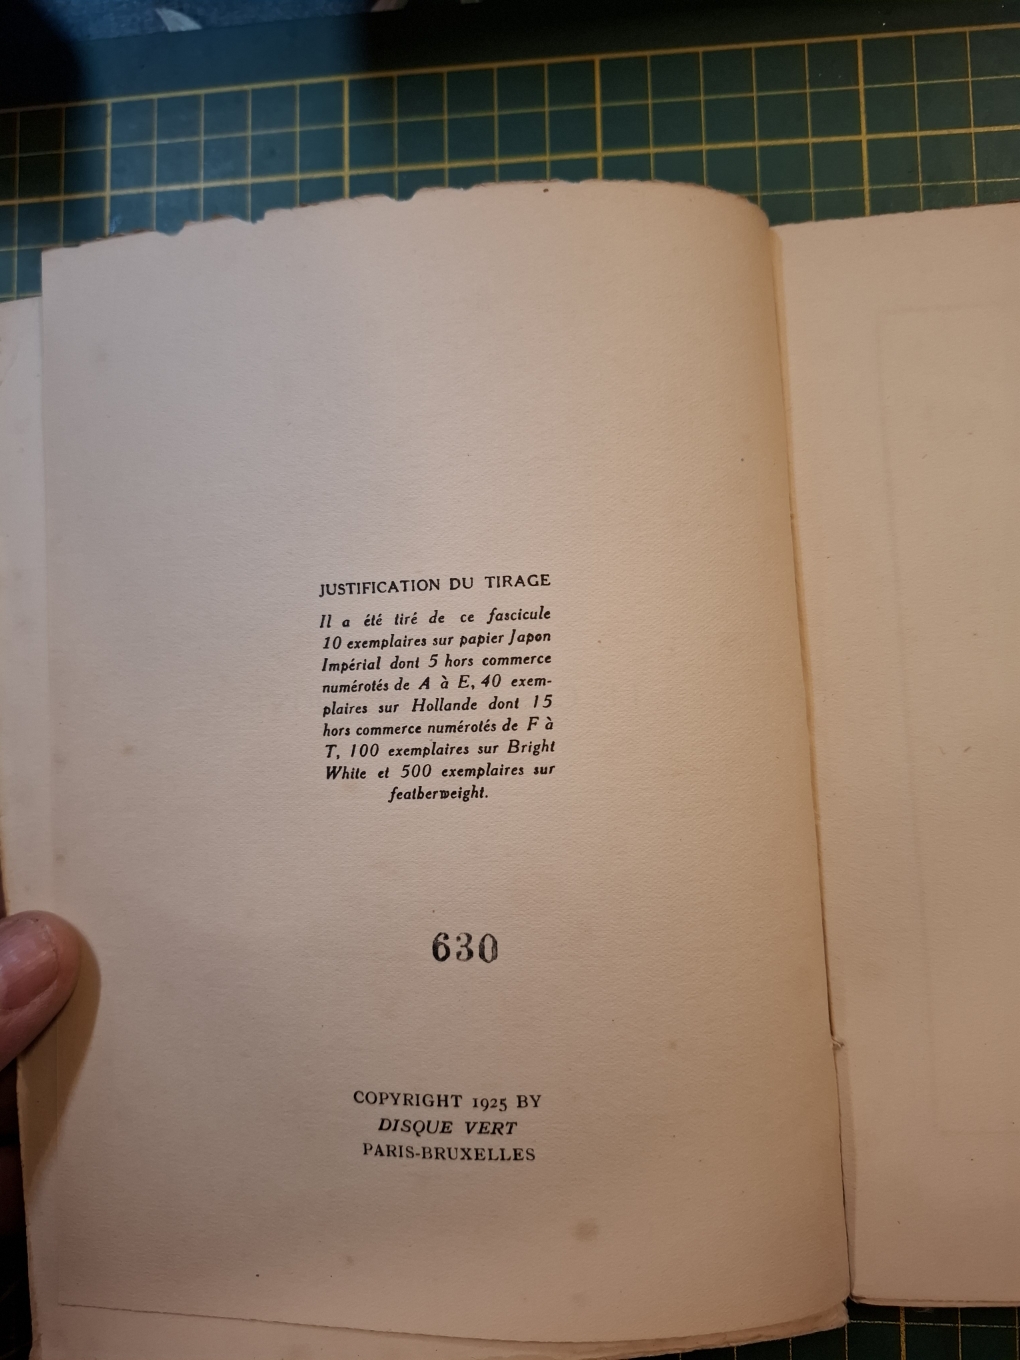 JUSTIFICATION DU TIRAGE
Il a été tiré de ce fascicule
10 exemplaires sur papier Japon
Impérial dont 5 hors commerce
numérotés de A à E, 40 exem-
plaires sur Hollande dont 15
hors commerce numérotés de F à
T, 100 exemplaires sur Bright
White et 500 exemplaires sur
featherweight.
630
COPYRIGHT 1925 BY
DISQUE VERT
PARIS-BRUXELLES